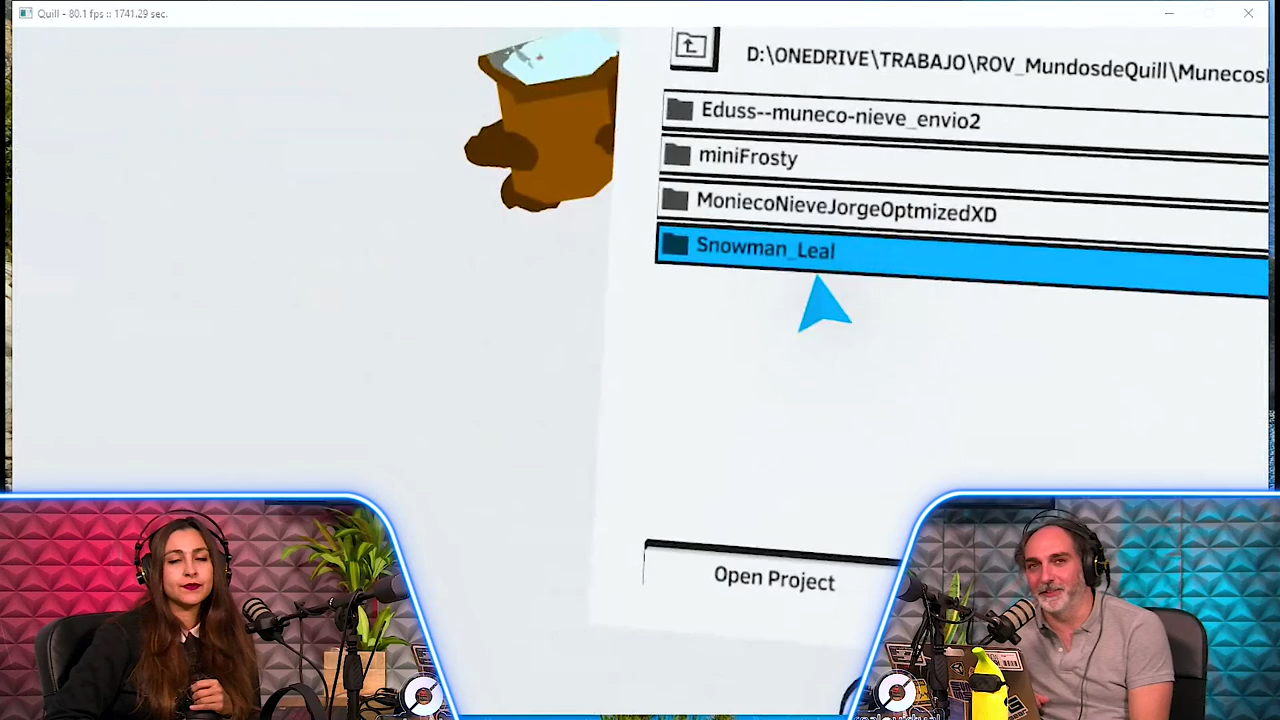 Quill - 80.1 fps :: 1741.29 sec.
D:\ONEDRIVE\TRABAJO\ROV_MundosdeQuill\Munecos
Eduss--muneco-nieve_envio2
miniFrosty
MoniecoNieveJorgeOptmizedXD
Snowman_Leal
Open Project